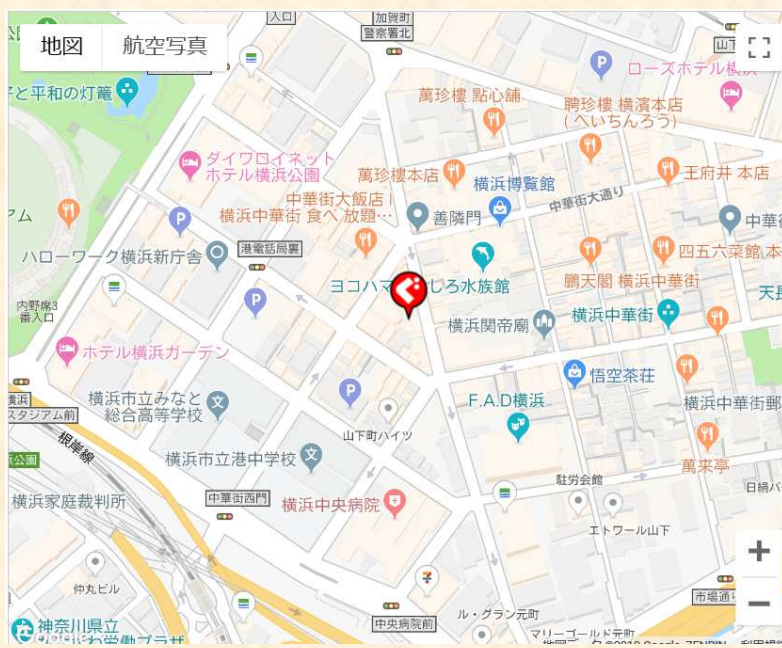 地図
航空写真
入口
加賀町
警察署北
ローズホテル横浜
と平和の灯篭
萬珍樓 點心舗
聘珍樓 横濱本店
(へいちんろう)
ダイワロイネット
ホテル横浜公園
萬珍樓本店
横浜博覧館
王府井 本店
中華街大飯店 |
横浜中華街 食べ 放題…
中華街大通り
善隣門
ハローワーク横浜新庁舎
港電話局裏
四五六菜館 本
ヨコハマ
しろ水族館
鵬天閣 横浜中華街
内野席3
番入口
横浜関帝廟
横浜中華街
ホテル横浜ガーデン
悟空茶荘
横浜市立みなと
総合高等学校
F.A.D横浜
横浜中華街郵
スタジアム前
山下町ハイツ
根岸線
横浜市立港中学校
萬来亭
駐労会館
横浜家庭裁判所
中華街西門
横浜中央病院
エトワール山下
仲丸ビル
市場通り
ル・グラン元町
中央病院前
神奈川県立
マリーゴールド元町